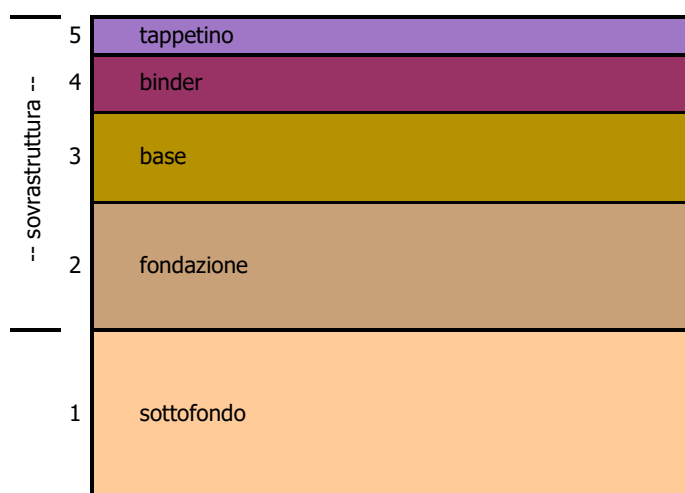 5 tappetino
4 binder
3 base
2 fondazione
1 sottofondo
-- sovrastruttura --